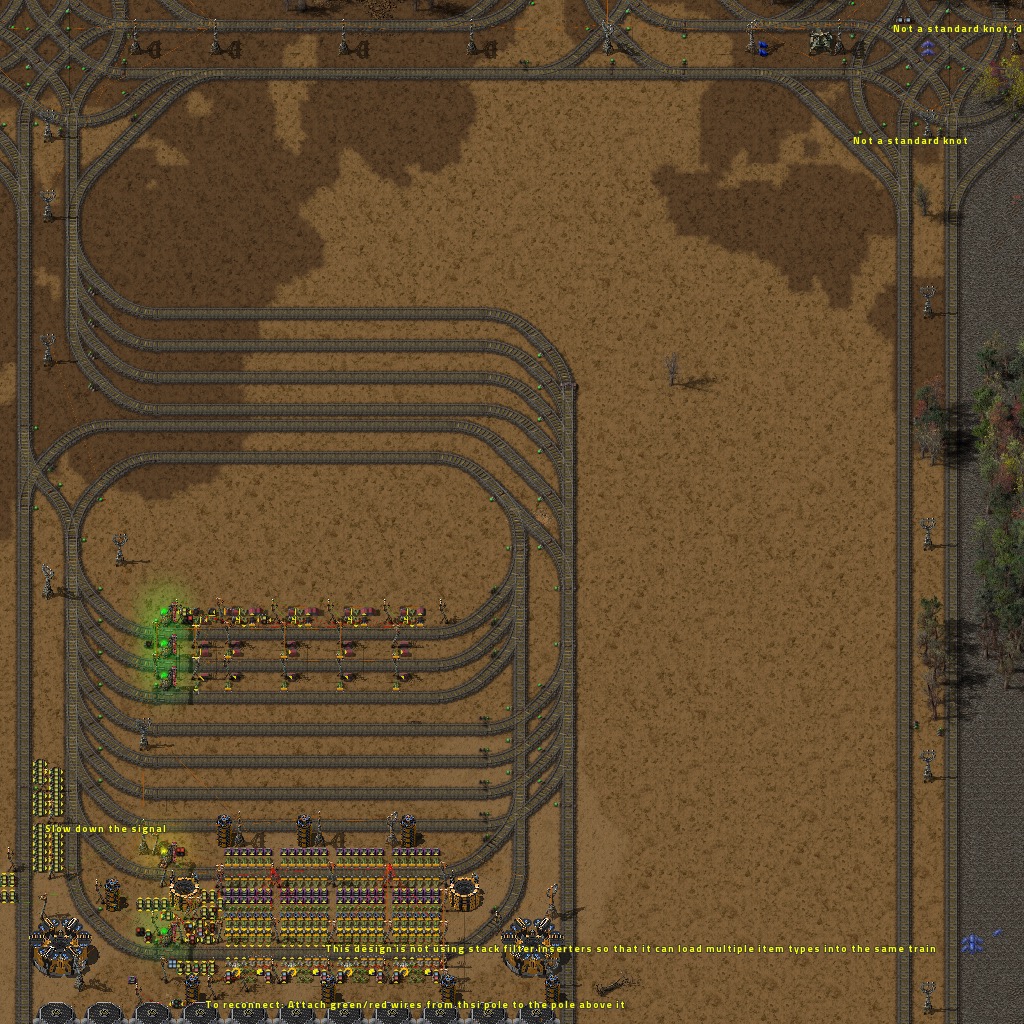 Not a standard knot, d
Not a standard knot
Slow down the signal
This design is not using stack filter inserters so that it can load multiple item types into the same train
To reconnect: Attach green/red wires from thsi pole to the pole above it